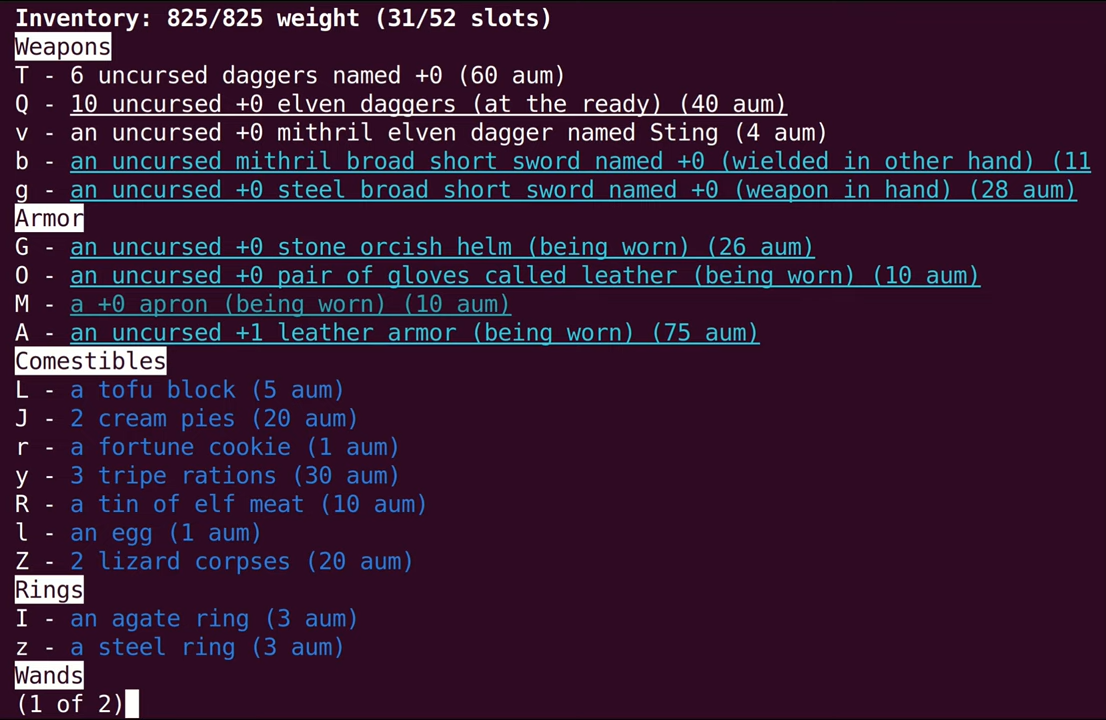 Inventory: 825/825 weight (31/52 slots)
Weapons
T - 6 uncursed daggers named +0 (60 aum)
Q - 10 uncursed +0 elven daggers (at the ready) (40 aum)
v - an uncursed +0 mithril elven dagger named Sting (4 aum)
b - an uncursed mithril broad short sword named +0 (wielded in other hand) (11
g - an uncursed +0 steel broad short sword named +0 (weapon in hand) (28 aum)
Armor
G - an uncursed +0 stone orcish helm (being worn) (26 aum)
O - an uncursed +0 pair of gloves called leather (being worn) (10 aum)
M - a +0 apron (being worn) (10 aum)
A - an uncursed +1 leather armor (being worn) (75 aum)
Comestibles
L - a tofu block (5 aum)
J - 2 cream pies (20 aum)
r - a fortune cookie (1 aum)
y - 3 tripe rations (30 aum)
R - a tin of elf meat (10 aum)
l - an egg (1 aum)
Z - 2 lizard corpses (20 aum)
Rings
I - an agate ring (3 aum)
z - a steel ring (3 aum)
Wands
(1 of 2)